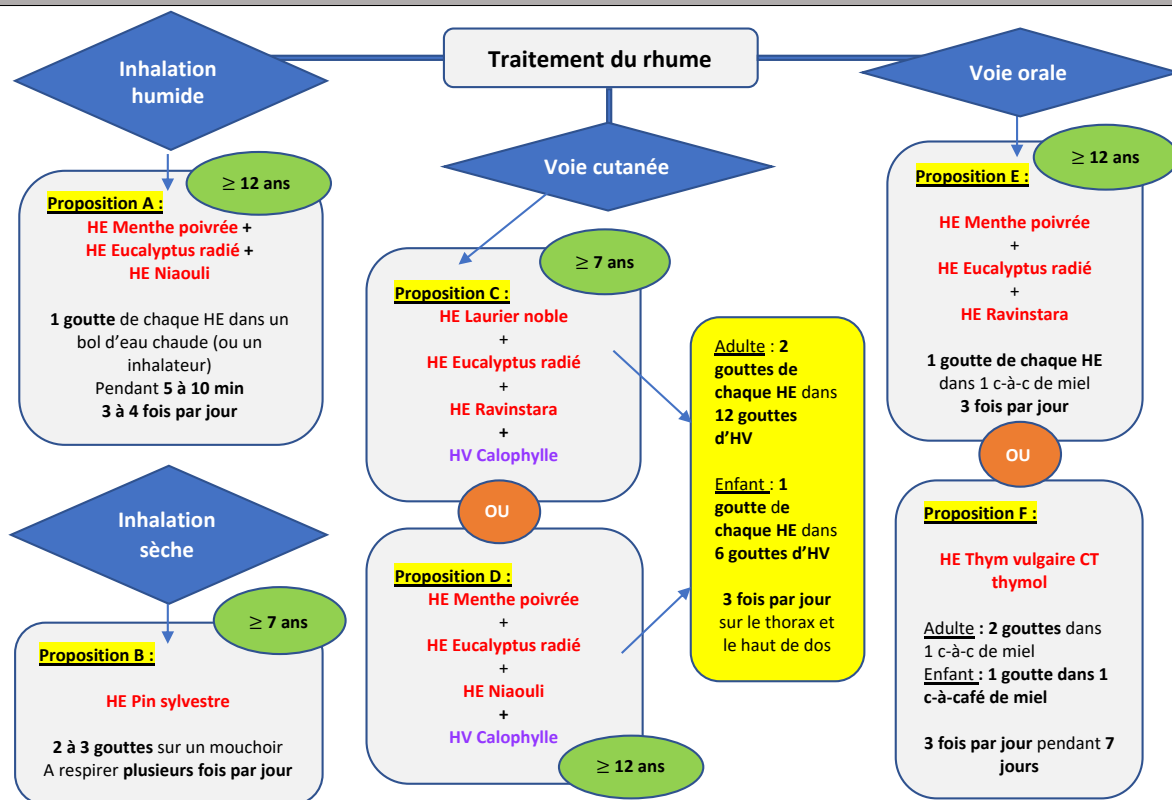 Traitement du rhume
Inhalation
humide
≥ 12 ans
Proposition A :
HE Menthe poivrée +
HE Eucalyptus radié +
HE Niaouli
1 goutte de chaque HE dans un
bol d'eau chaude (ou un
inhalateur)
Pendant 5 à 10 min
3 à 4 fois par jour
Inhalation
sèche
≥ 7 ans
Proposition B :
HE Pin sylvestre
2 à 3 gouttes sur un mouchoir
A respirer plusieurs fois par jour
Voie cutanée
≥ 7 ans
Proposition C :
HE Laurier noble
+
HE Eucalyptus radié
+
HE Ravinstara
+
HV Calophylle
OU
Proposition D :
HE Menthe poivrée
+
HE Eucalyptus radié
+
HE Niaouli
+
HV Calophylle
≥ 12 ans
Adulte : 2
gouttes de
chaque HE dans
12 gouttes
d'HV
Enfant : 1
goutte de
chaque HE dans
6 gouttes d'HV
3 fois par jour
sur le thorax et
le haut de dos
Voie orale
≥ 12 ans
Proposition E :
HE Menthe poivrée
+
HE Eucalyptus radié
+
HE Ravinstara
1 goutte de chaque HE
dans 1 c-à-c de miel
3 fois par jour
OU
Proposition F :
HE Thym vulgaire CT
thymol
Adulte : 2 gouttes dans
1 c-à-c de miel
Enfant : 1 goutte dans 1
c-à-café de miel
3 fois par jour pendant 7
jours